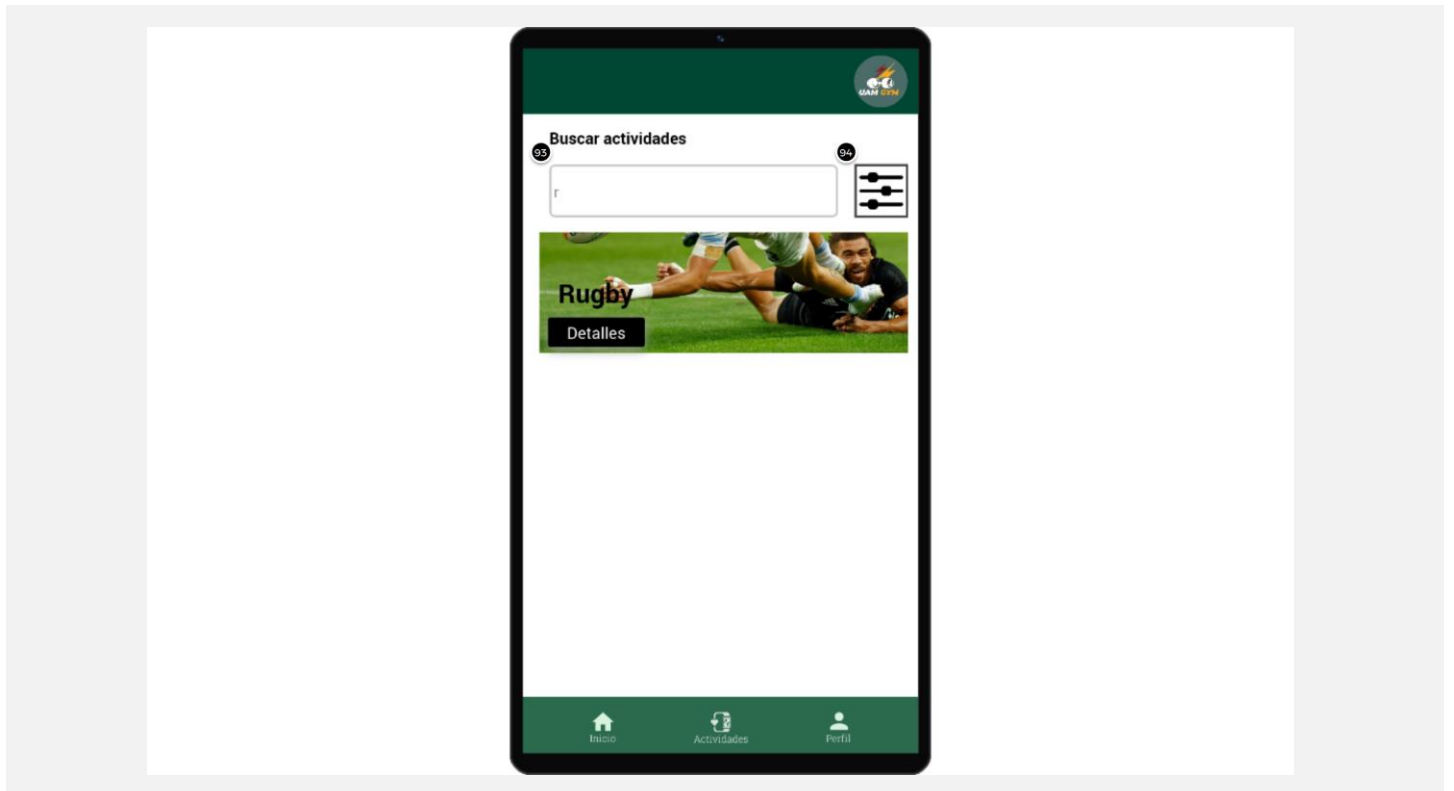 UAM GYM
Buscar actividades
93
94
r
Rugby
Detalles
Inicio
Actividades
Perfil